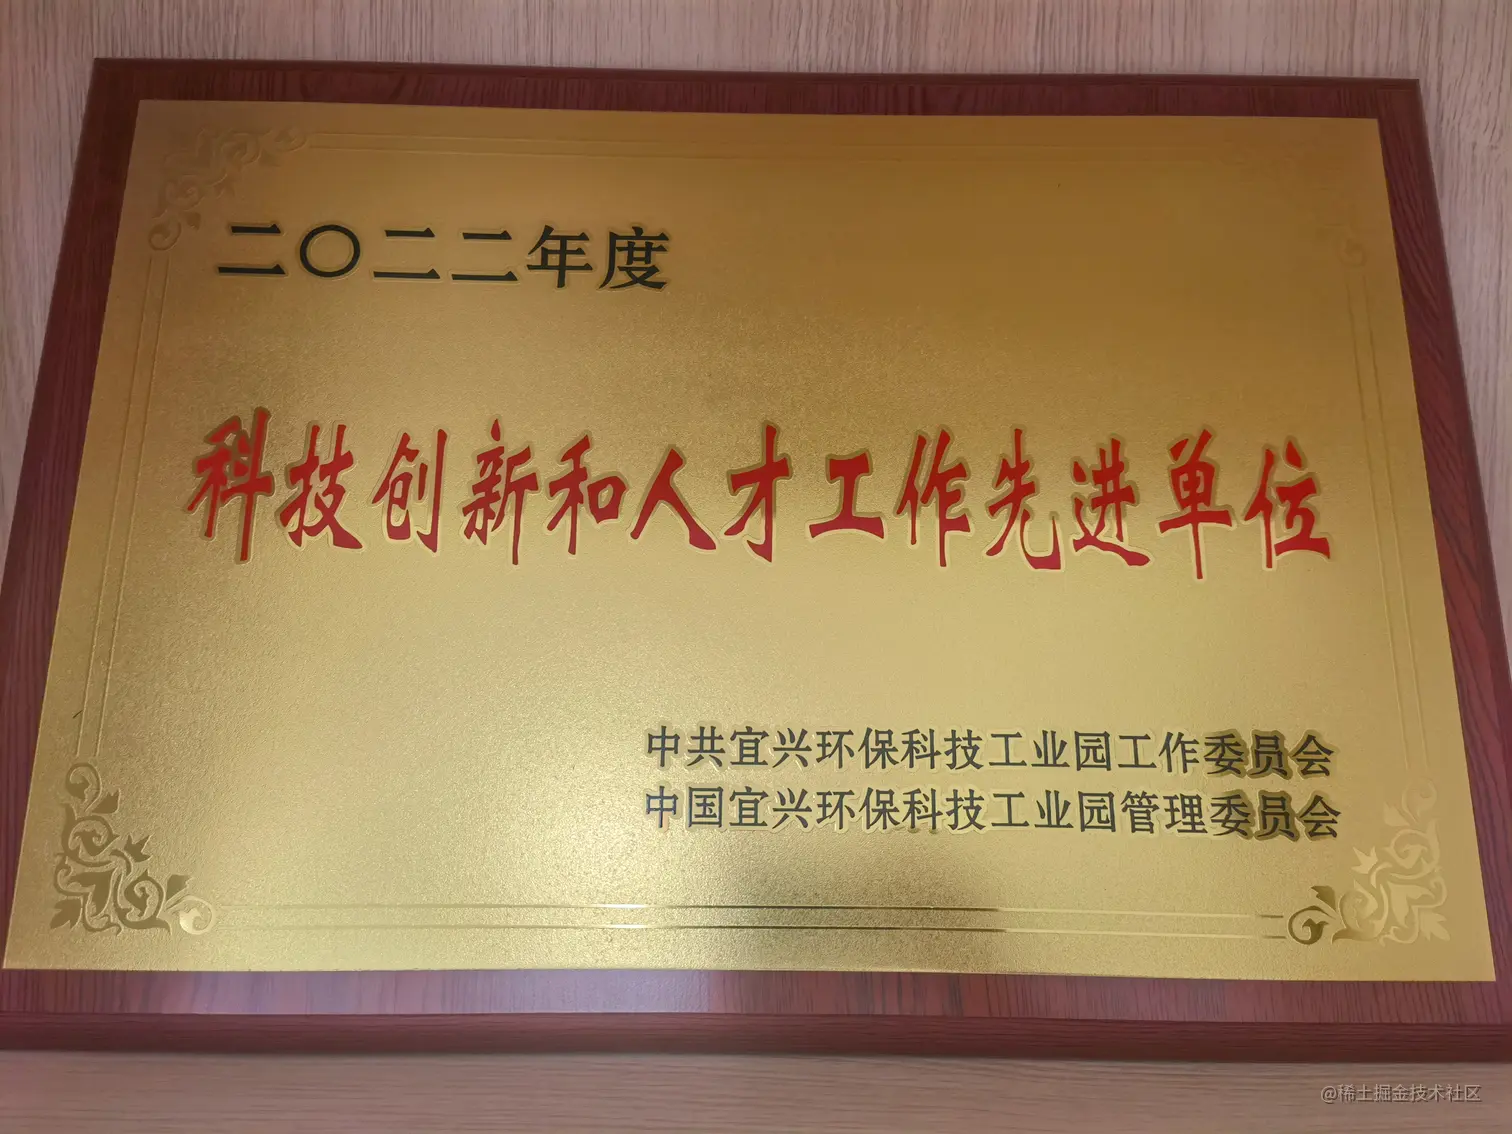 二〇二二年度
科技创新和人才工作先进单位
中共宜兴环保科技工业园工作委员会
中国宜兴环保科技工业园管理委员会
@稀土掘金技术社区